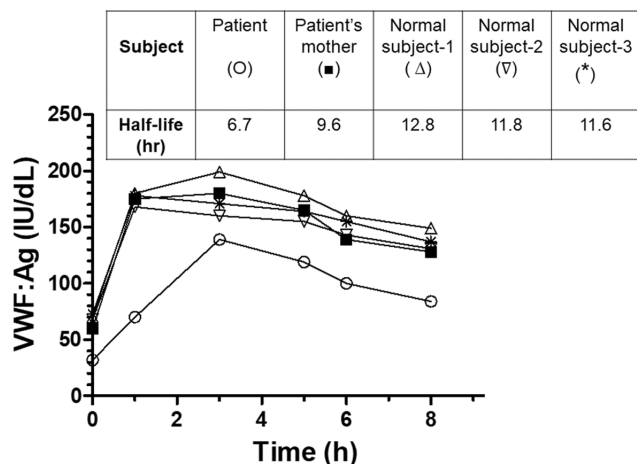 Subject Patient Patient's Normal Normal Normal
mother subject-1 subject-2 subject-3
(○) (■) (Δ) (∇) (*)
Half-life 6.7 9.6 12.8 11.8 11.6
(hr)
VWF:Ag (IU/dL)
250
200
150
100
50
0
0 2 4 6 8
Time (h)